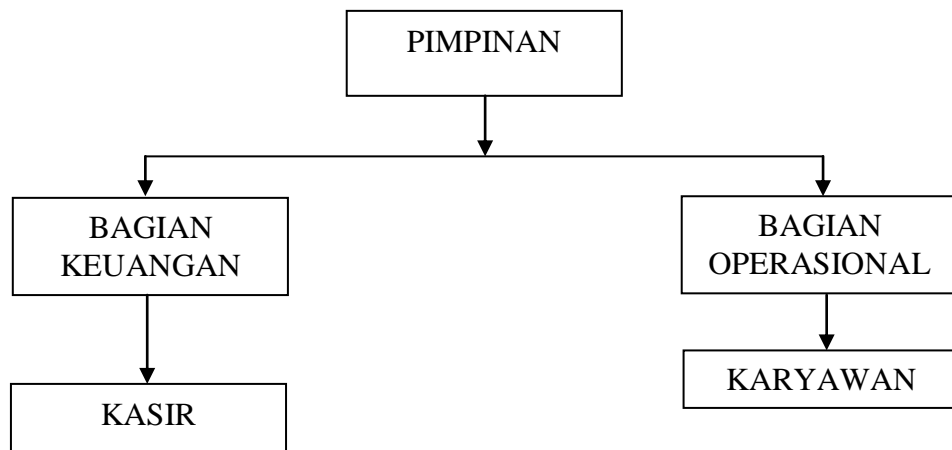 PIMPINAN
BAGIAN
KEUANGAN
BAGIAN
OPERASIONAL
KASIR
KARYAWAN